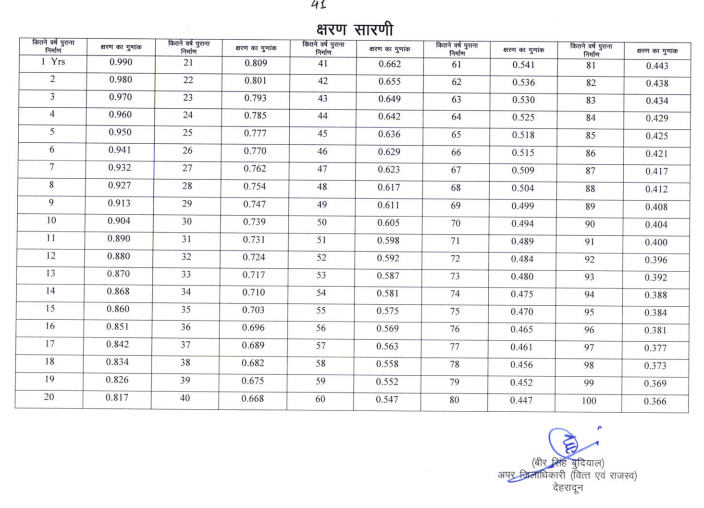 41
क्षरण सारणी
कितने वर्ष पुराना निर्माण	क्षरण का गुणांक	कितने वर्ष पुराना निर्माण	क्षरण का गुणांक	कितने वर्ष पुराना निर्माण	क्षरण का गुणांक	कितने वर्ष पुराना निर्माण	क्षरण का गुणांक	कितने वर्ष पुराना निर्माण	क्षरण का गुणांक
1 Yrs	0.990	21	0.809	41	0.662	61	0.541	81	0.443
2	0.980	22	0.801	42	0.655	62	0.536	82	0.438
3	0.970	23	0.793	43	0.649	63	0.530	83	0.434
4	0.960	24	0.785	44	0.642	64	0.525	84	0.429
5	0.950	25	0.777	45	0.636	65	0.518	85	0.425
6	0.941	26	0.770	46	0.629	66	0.515	86	0.421
7	0.932	27	0.762	47	0.623	67	0.509	87	0.417
8	0.927	28	0.754	48	0.617	68	0.504	88	0.412
9	0.913	29	0.747	49	0.611	69	0.499	89	0.408
10	0.904	30	0.739	50	0.605	70	0.494	90	0.404
11	0.890	31	0.731	51	0.598	71	0.489	91	0.400
12	0.880	32	0.724	52	0.592	72	0.484	92	0.396
13	0.870	33	0.717	53	0.587	73	0.480	93	0.392
14	0.868	34	0.710	54	0.581	74	0.475	94	0.388
15	0.860	35	0.703	55	0.575	75	0.470	95	0.384
16	0.851	36	0.696	56	0.569	76	0.465	96	0.381
17	0.842	37	0.689	57	0.563	77	0.461	97	0.377
18	0.834	38	0.682	58	0.558	78	0.456	98	0.373
19	0.826	39	0.675	59	0.552	79	0.452	99	0.369
20	0.817	40	0.668	60	0.547	80	0.447	100	0.366
(बीर सिंह बुदियाल)
अपर जिलाधिकारी (वित्त एवं राजस्व)
देहरादून